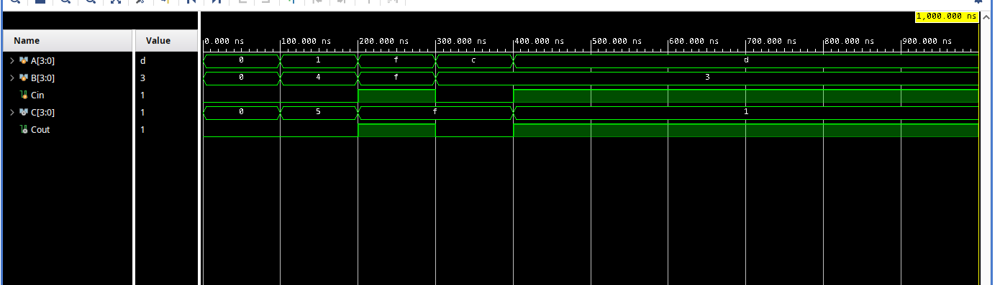 1,000.000 ns
Name Value 0.000 ns 100.000 ns 200.000 ns 300.000 ns 400.000 ns 500.000 ns 600.000 ns 700.000 ns 800.000 ns 900.000 ns
A[3:0] d 0 1 f c d
B[3:0] 3 0 4 f 3
Cin 1
C[3:0] 1 0 5 f 1
Cout 1